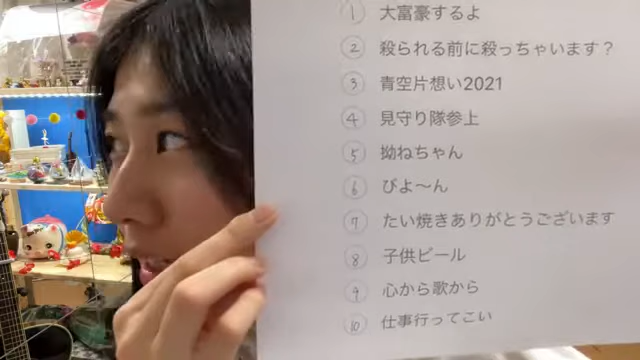 ① 大富豪するよ
② 殺られる前に殺っちゃいます？
③ 青空片想い2021
④ 見守り隊参上
⑤ 拗ねちゃん
⑥ びよ〜ん
⑦ たい焼きありがとうございます
⑧ 子供ビール
⑨ 心から歌から
⑩ 仕事行ってこい